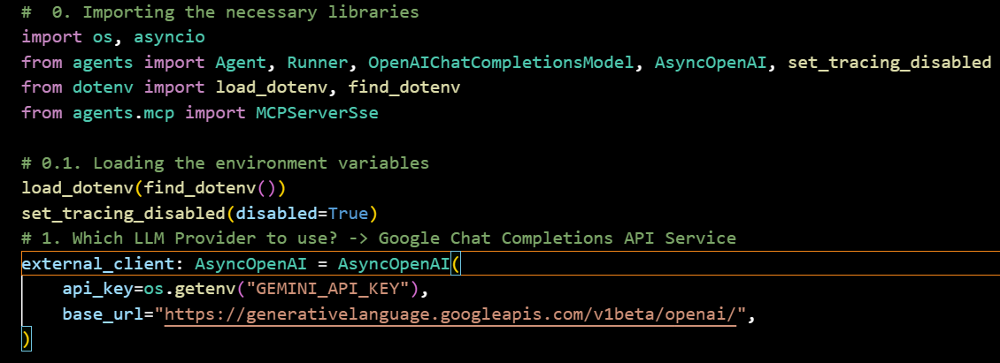 #  0. Importing the necessary libraries
import os, asyncio
from agents import Agent, Runner, OpenAIChatCompletionsModel, AsyncOpenAI, set_tracing_disabled
from dotenv import load_dotenv, find_dotenv
from agents.mcp import MCPServerSse

# 0.1. Loading the environment variables
load_dotenv(find_dotenv())
set_tracing_disabled(disabled=True)
# 1. Which LLM Provider to use? -> Google Chat Completions API Service
external_client: AsyncOpenAI = AsyncOpenAI(
    api_key=os.getenv("GEMINI_API_KEY"),
    base_url="https://generativelanguage.googleapis.com/v1beta/openai/",
)